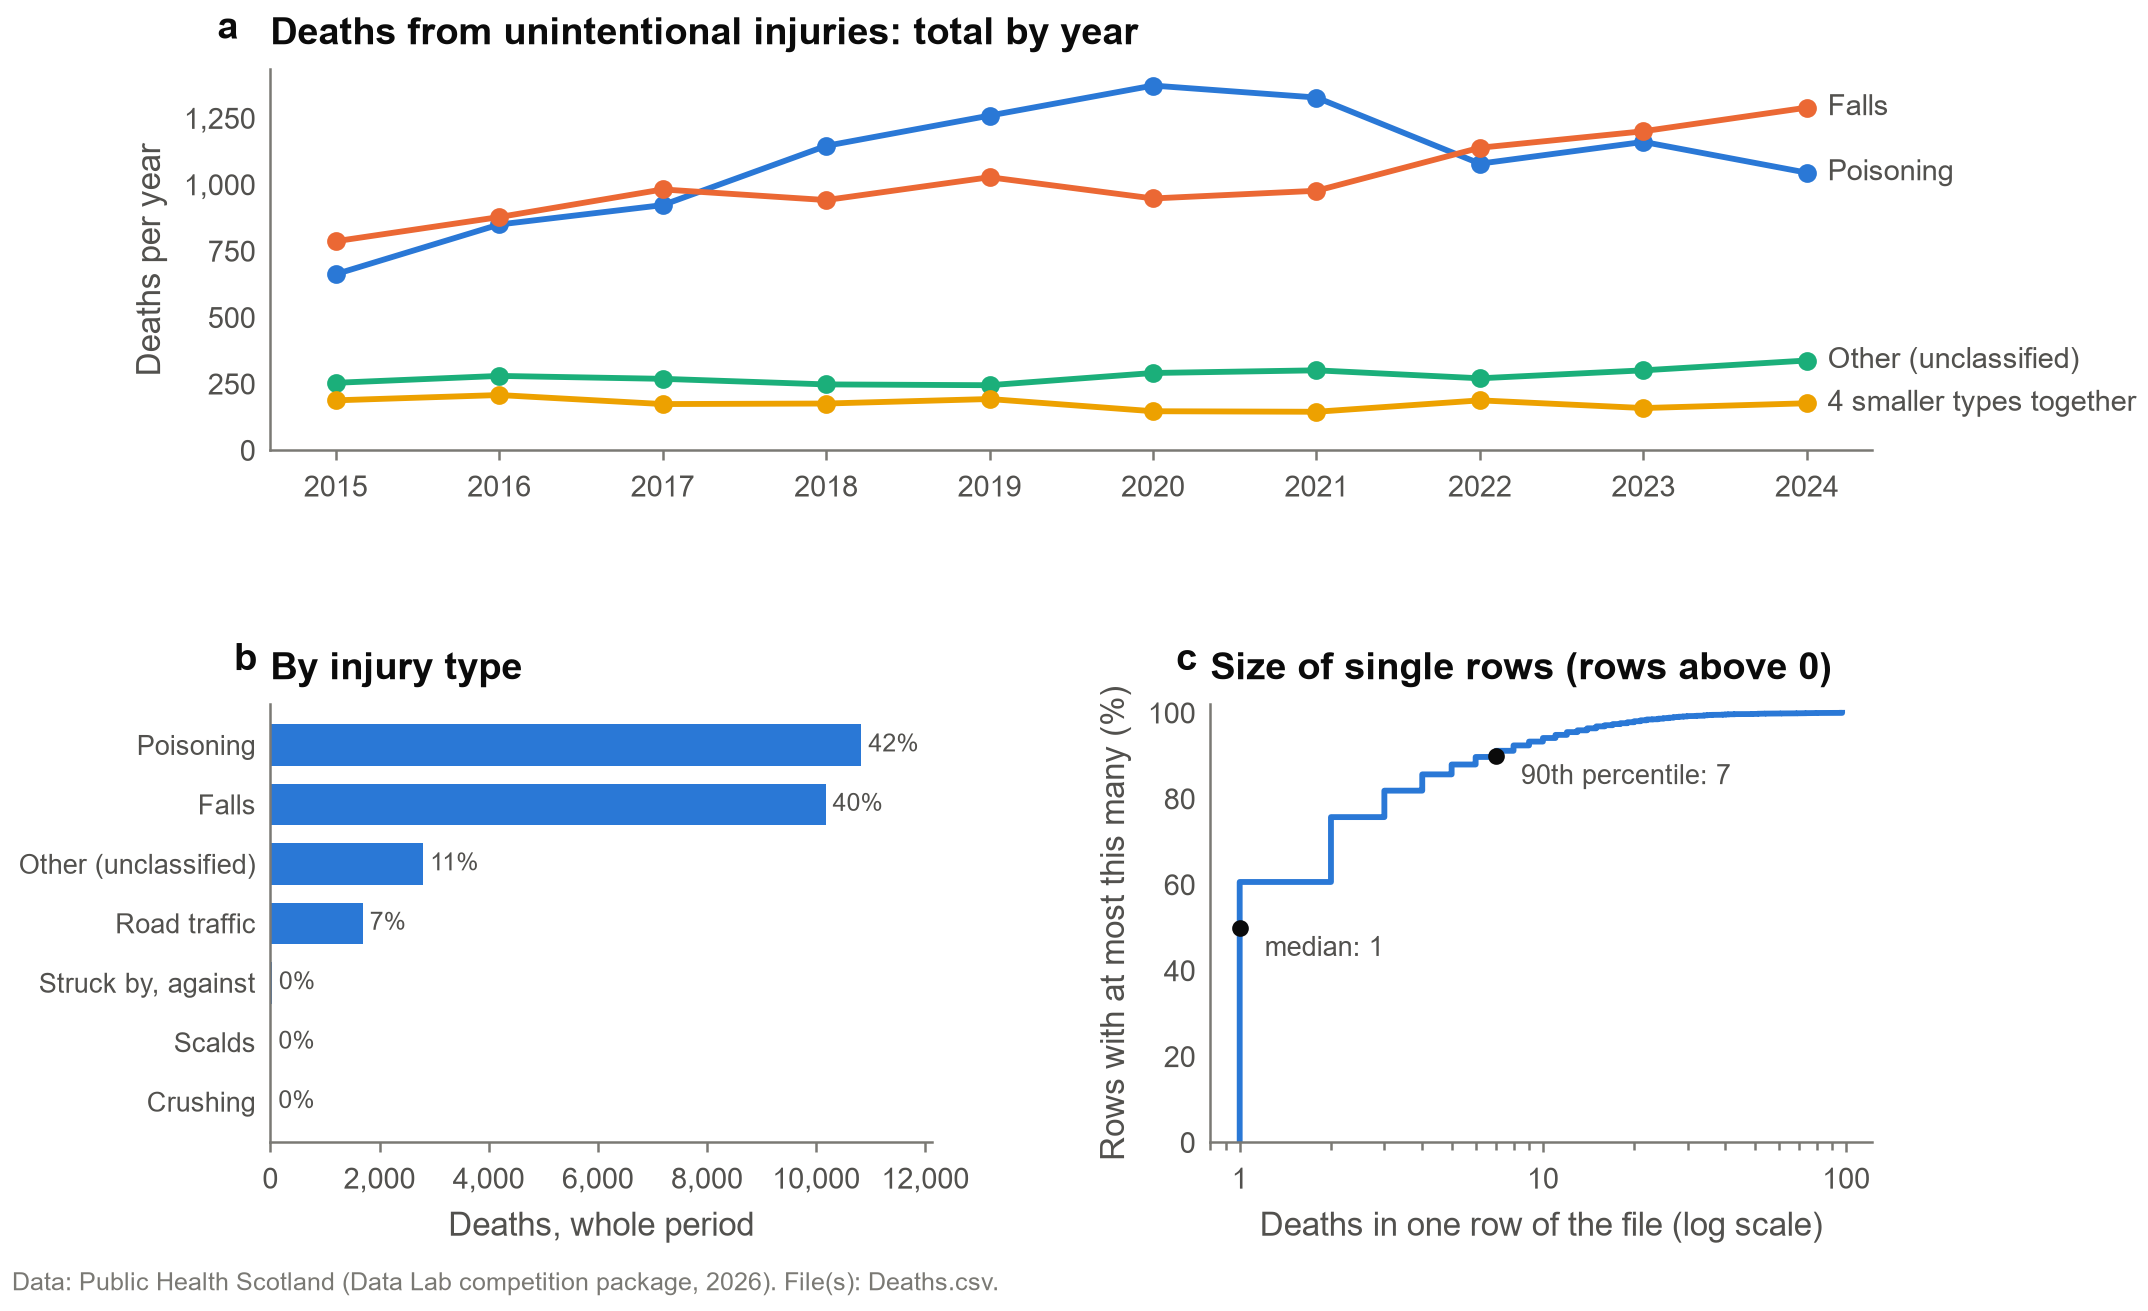 a Deaths from unintentional injuries: total by year
Deaths per year
1,250
1,000
750
500
250
0
2015 2016 2017 2018 2019 2020 2021 2022 2023 2024
Falls
Poisoning
Other (unclassified)
4 smaller types together
b By injury type
Poisoning 42%
Falls 40%
Other (unclassified) 11%
Road traffic 7%
Struck by, against 0%
Scalds 0%
Crushing 0%
0 2,000 4,000 6,000 8,000 10,000 12,000
Deaths, whole period
c Size of single rows (rows above 0)
Rows with at most this many (%)
100
80
60
40
20
0
90th percentile: 7
median: 1
1 10 100
Deaths in one row of the file (log scale)
Data: Public Health Scotland (Data Lab competition package, 2026). File(s): Deaths.csv.